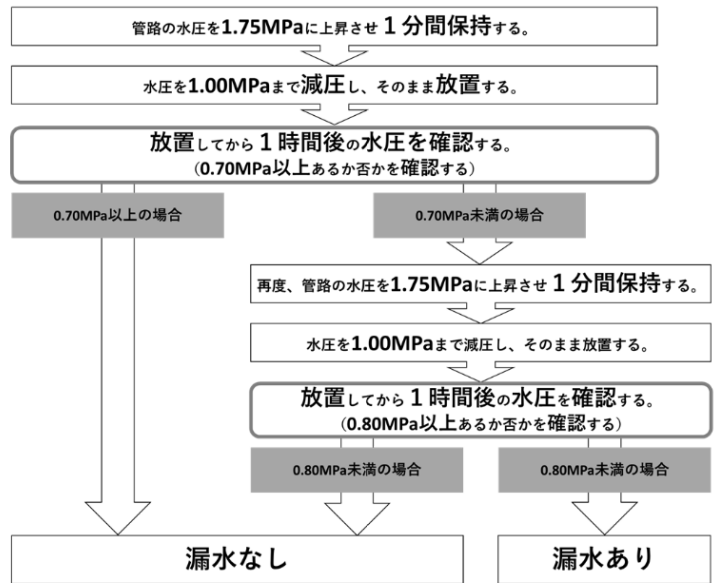 管路の水圧を1.75MPaに上昇させ１分間保持する。
水圧を1.00MPaまで減圧し、そのまま放置する。
放置してから１時間後の水圧を確認する。
（0.70MPa以上あるか否かを確認する）
0.70MPa以上の場合
0.70MPa未満の場合
再度、管路の水圧を1.75MPaに上昇させ１分間保持する。
水圧を1.00MPaまで減圧し、そのまま放置する。
放置してから１時間後の水圧を確認する。
（0.80MPa以上あるか否かを確認する）
0.80MPa未満の場合
0.80MPa未満の場合
漏水なし
漏水あり